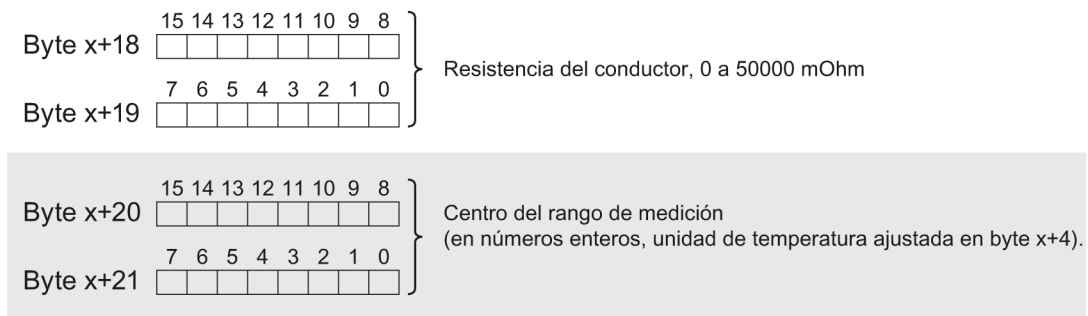 15 14 13 12 11 10 9 8
Byte x+18
Resistencia del conductor, 0 a 50000 mOhm
7 6 5 4 3 2 1 0
Byte x+19
15 14 13 12 11 10 9 8
Byte x+20
Centro del rango de medición
(en números enteros, unidad de temperatura ajustada en byte x+4).
7 6 5 4 3 2 1 0
Byte x+21